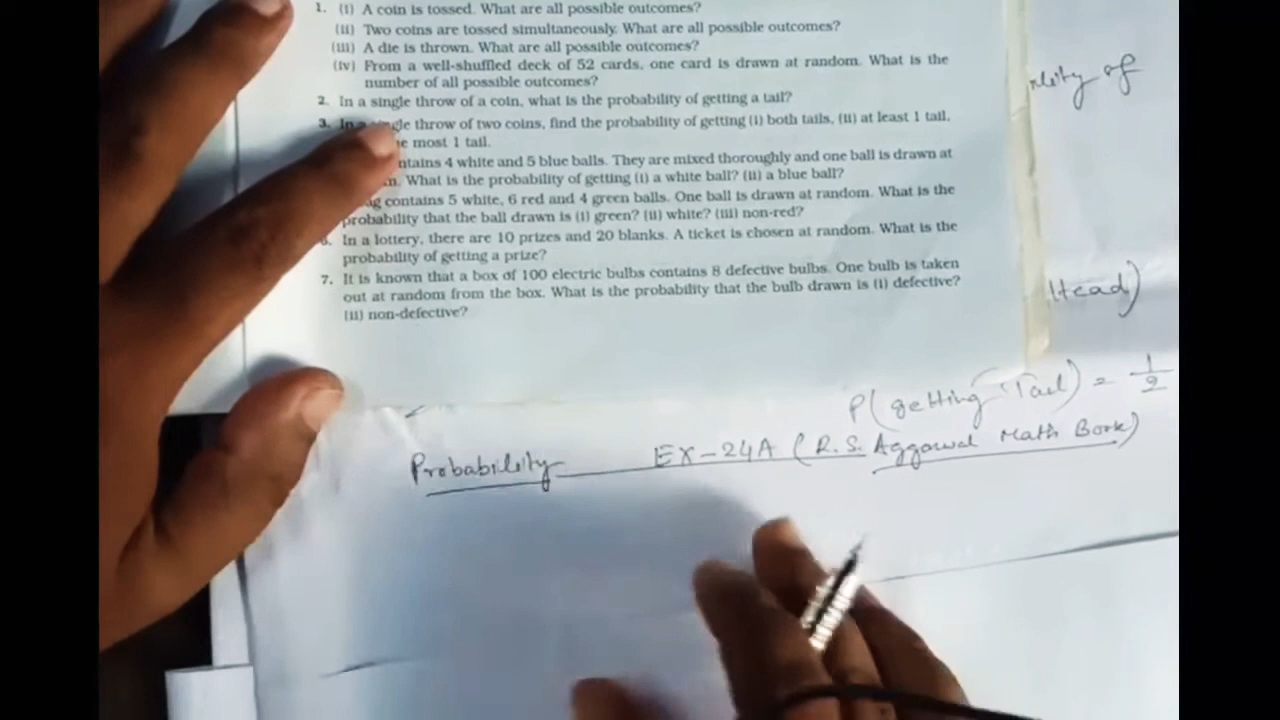 1. (i) A coin is tossed. What are all possible outcomes?
(ii) Two coins are tossed simultaneously. What are all possible outcomes?
(iii) A die is thrown. What are all possible outcomes?
(iv) From a well-shuffled deck of 52 cards, one card is drawn at random. What is the
number of all possible outcomes?
2. In a single throw of a coin, what is the probability of getting a tail?
3. In a single throw of two coins, find the probability of getting (i) both tails, (ii) at least 1 tail,
most 1 tail.
4 white and 5 blue balls. They are mixed thoroughly and one ball is drawn at
What is the probability of getting (i) a white ball? (ii) a blue ball?
contains 5 white, 6 red and 4 green balls. One ball is drawn at random. What is the
probability that the ball drawn is (i) green? (ii) white? (iii) non-red?
In a lottery, there are 10 prizes and 20 blanks. A ticket is chosen at random. What is the
probability of getting a prize?
7. It is known that a box of 100 electric bulbs contains 8 defective bulbs. One bulb is taken
out at random from the box. What is the probability that the bulb drawn is (i) defective?
(ii) non-defective?
of
Head)
P(getting Tail) = 1/2
Probability EX-24A (R.S. Aggarwal Math Book)